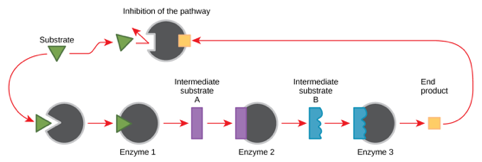 Inhibition of the pathway
Substrate
Intermediate
substrate
A
Intermediate
substrate
B
End
product
Enzyme 1
Enzyme 2
Enzyme 3